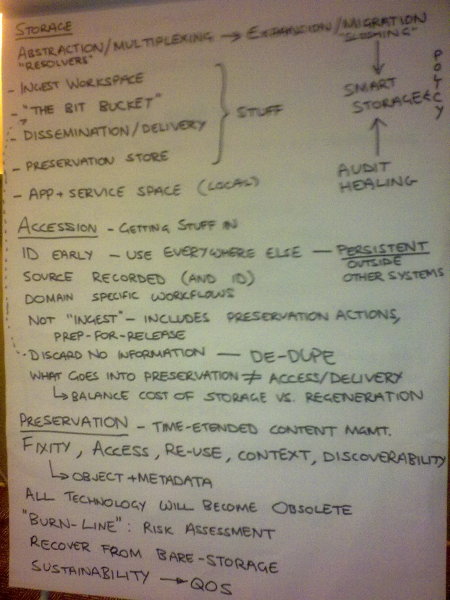 STORAGE
ABSTRACTION/MULTIPLEXING → EXPANSION/MIGRATION
"RESOLVERS" "SLOSHING"
- INGEST WORKSPACE
- "THE BIT BUCKET"
- DISSEMINATION/DELIVERY
- PRESERVATION STORE
} STUFF
- APP + SERVICE SPACE (LOCAL)
SMART
STORAGE
POLICY
AUDIT
HEALING
ACCESSION - GETTING STUFF IN
ID EARLY - USE EVERYWHERE ELSE - PERSISTENT
OUTSIDE
OTHER SYSTEMS
SOURCE RECORDED (AND ID)
DOMAIN SPECIFIC WORKFLOWS
NOT "INGEST" - INCLUDES PRESERVATION ACTIONS,
PREP-FOR-RELEASE
DISCARD NO INFORMATION — DE-DUPE
WHAT GOES INTO PRESERVATION ≠ ACCESS/DELIVERY
↳ BALANCE COST OF STORAGE VS. REGENERATION
PRESERVATION - TIME-ETENDED CONTENT MGMT.
FIXITY, ACCESS, RE-USE, CONTEXT, DISCOVERABILITY
↳ OBJECT + METADATA
ALL TECHNOLOGY WILL BECOME OBSOLETE
"BURN-LINE": RISK ASSESSMENT
RECOVER FROM BARE-STORAGE
SUSTAINABILITY → QOS